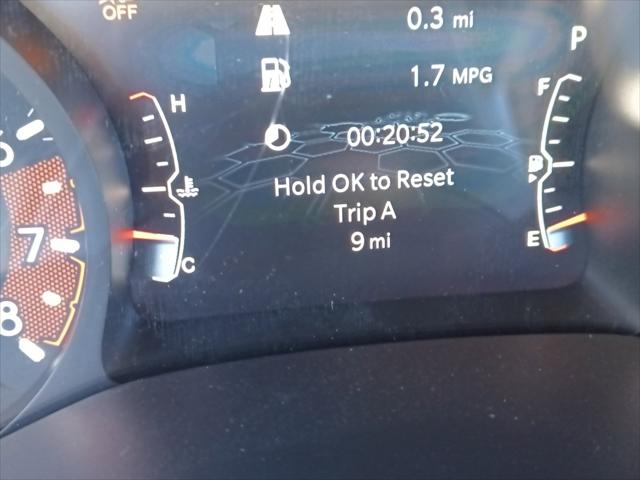 OFF
0.3 mi
P
1.7 MPG
F
H
00:20:52
Hold OK to Reset
Trip A
9 mi
E
C
7
8